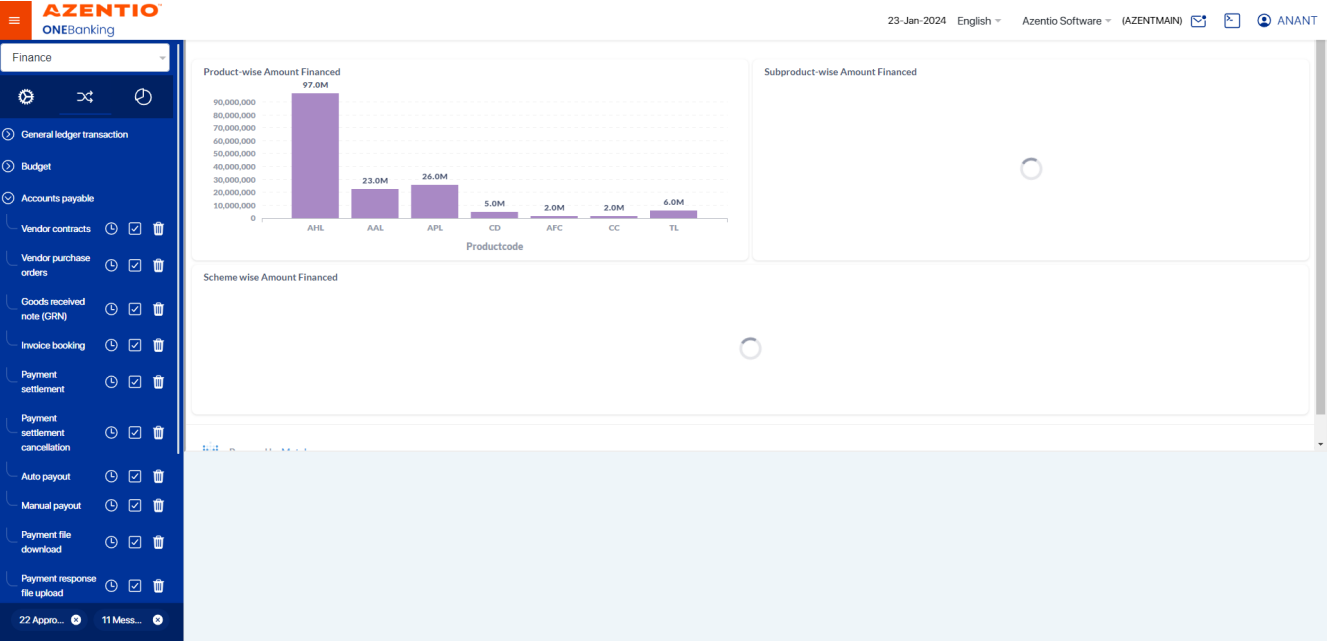 AZENTIO
ONEBanking
23-Jan-2024 English Azentio Software (AZENTMAIN) ANANT
Finance
General ledger transaction
Budget
Accounts payable
Vendor contracts
Vendor purchase
orders
Goods received
note (GRN)
Invoice booking
Payment
settlement
Payment
settlement
cancellation
Auto payout
Manual payout
Payment file
download
Payment response
file upload
22 Appro... 11 Mess...
Product-wise Amount Financed
97.0M
90,000,000
80,000,000
70,000,000
60,000,000
50,000,000
40,000,000
30,000,000
20,000,000
10,000,000
0
23.0M
26.0M
5.0M
2.0M
2.0M
6.0M
AHL AAL APL CD AFC CC TL
Productcode
Subproduct-wise Amount Financed
Scheme wise Amount Financed